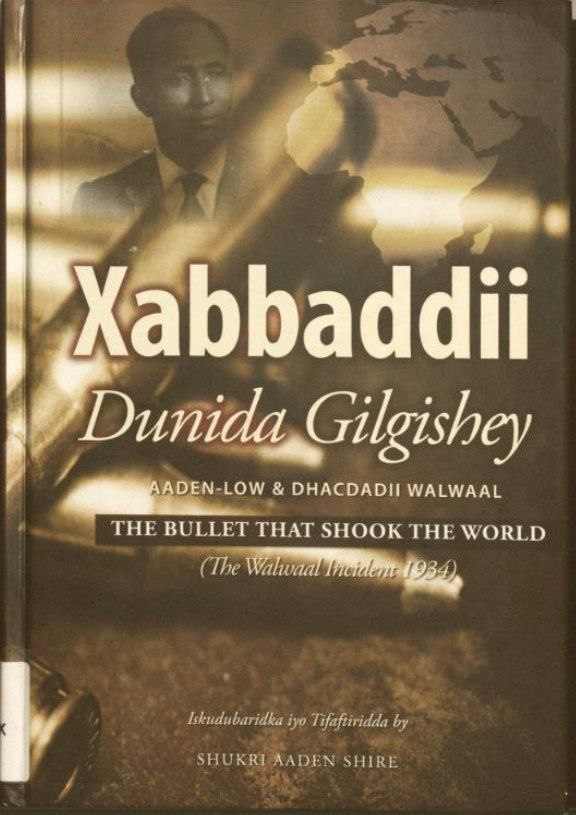 Xabbaddii
Dunida Gilgishey
AADEN-LOW & DHACDADII WALWAAL
THE BULLET THAT SHOOK THE WORLD
(The Walwaal Incident 1934)
Iskudubaridka iyo Tifaftiridda by
SHUKRI AADEN SHIRE
X